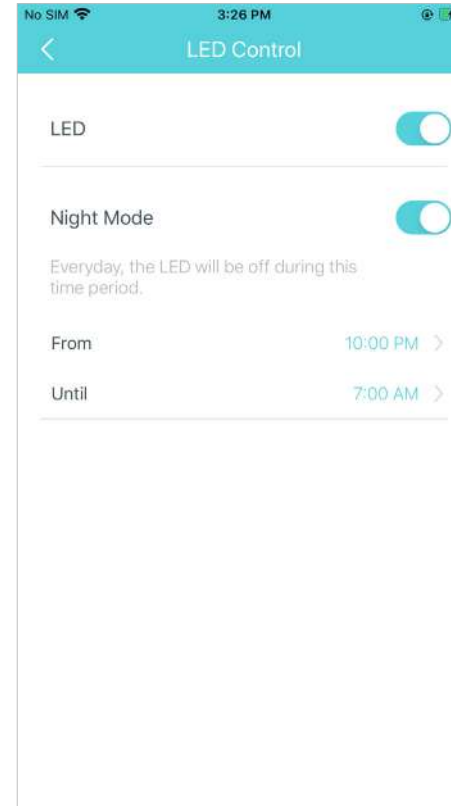 No SIM 3:26 PM
LED Control
LED
Night Mode
Everyday, the LED will be off during this
time period.
From 10:00 PM
Until 7:00 AM